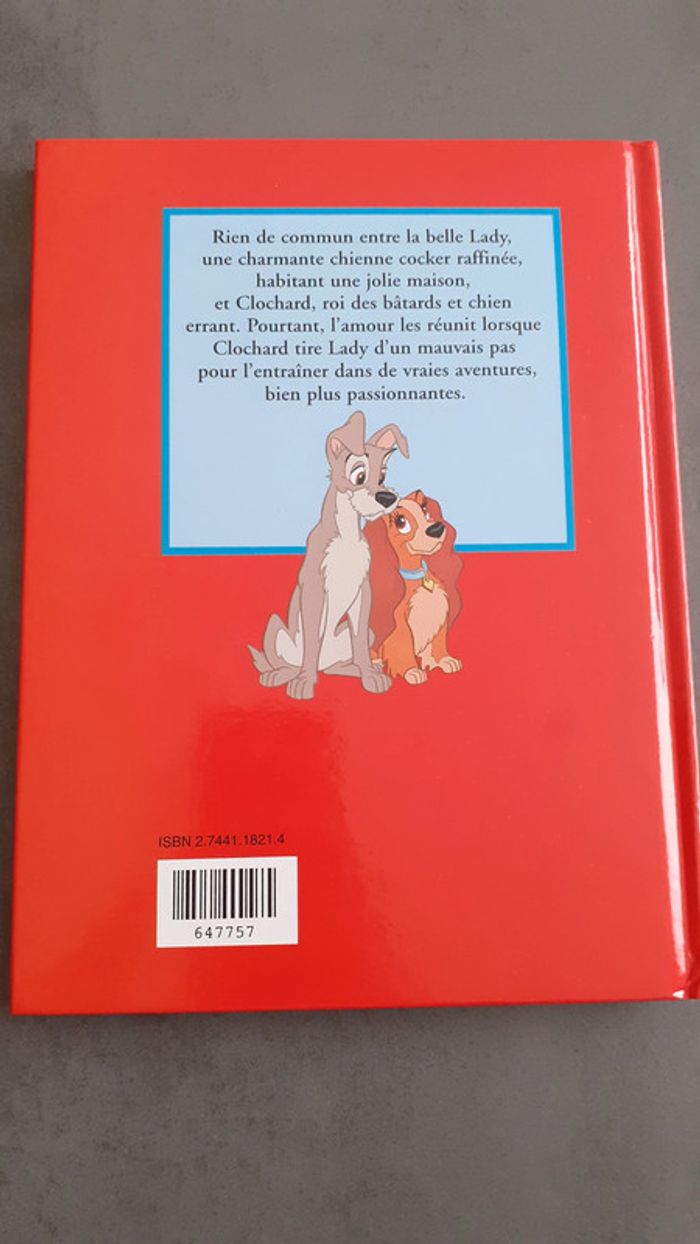 Rien de commun entre la belle Lady,
une charmante chienne cocker raffinée,
habitant une jolie maison,
et Clochard, roi des bâtards et chien
errant. Pourtant, l'amour les réunit lorsque
Clochard tire Lady d'un mauvais pas
pour l'entraîner dans de vraies aventures,
bien plus passionnantes.
ISBN 2.7441.1821.4
647757